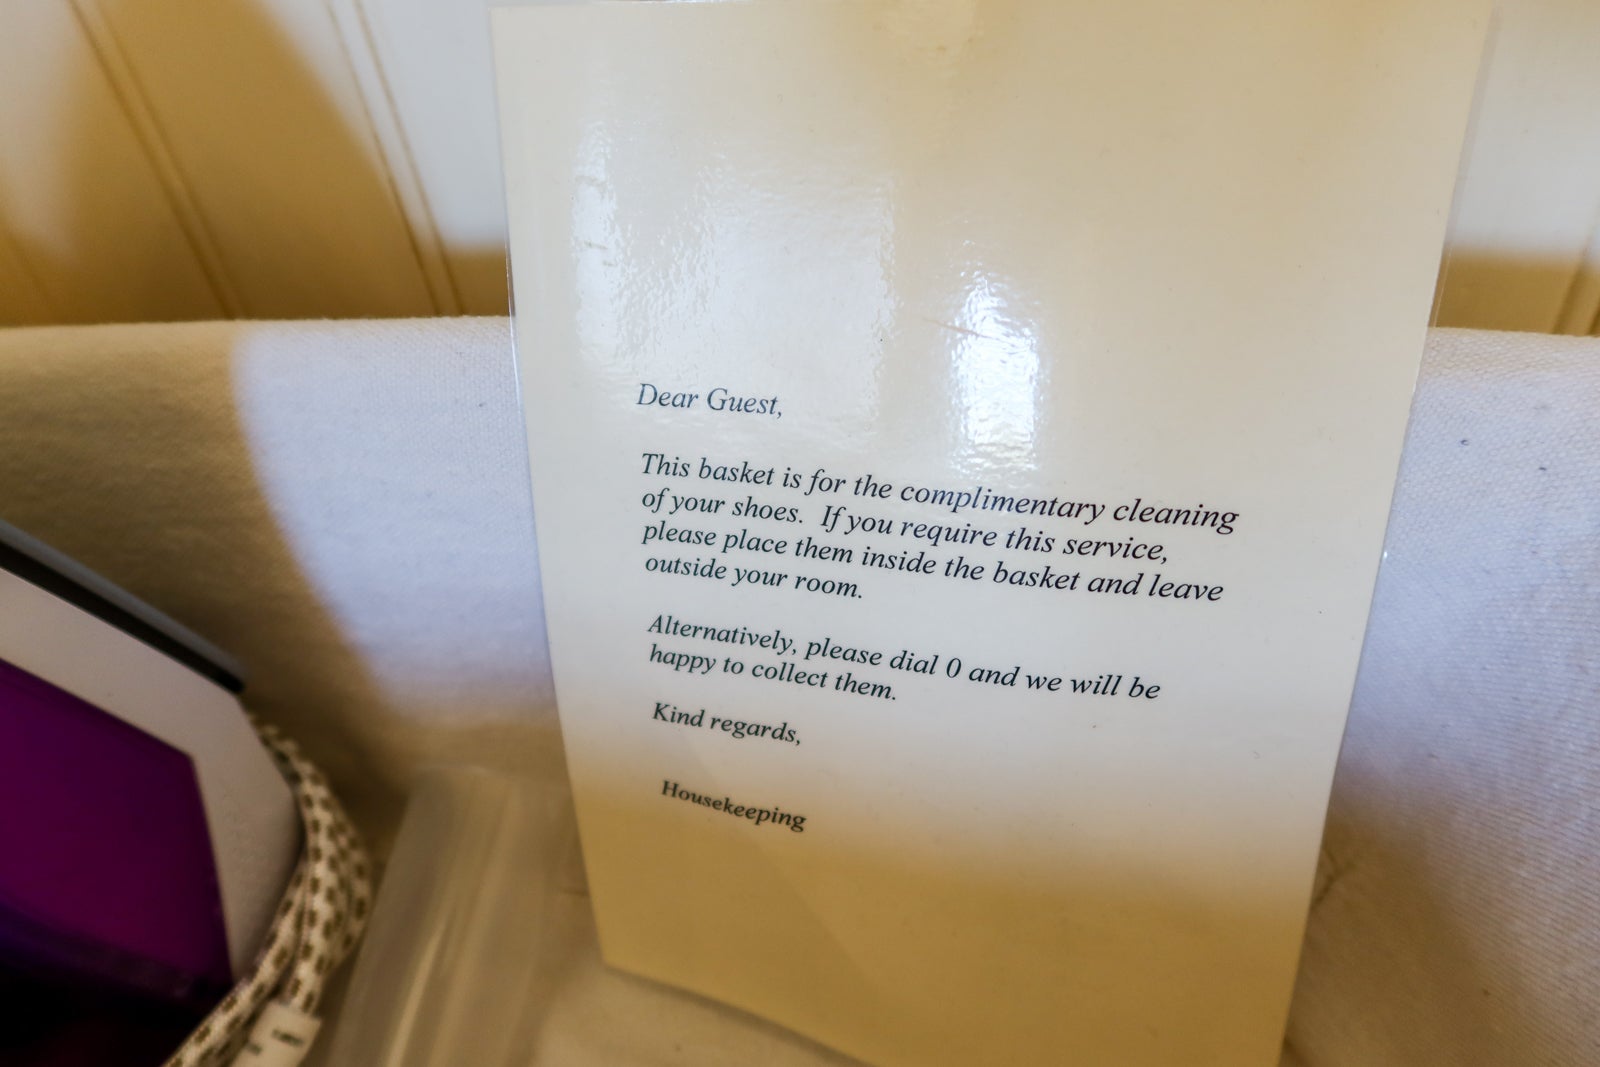 Dear Guest,
This basket is for the complimentary cleaning
of your shoes. If you require this service,
please place them inside the basket and leave
outside your room.
Alternatively, please dial 0 and we will be
happy to collect them.
Kind regards,
Housekeeping